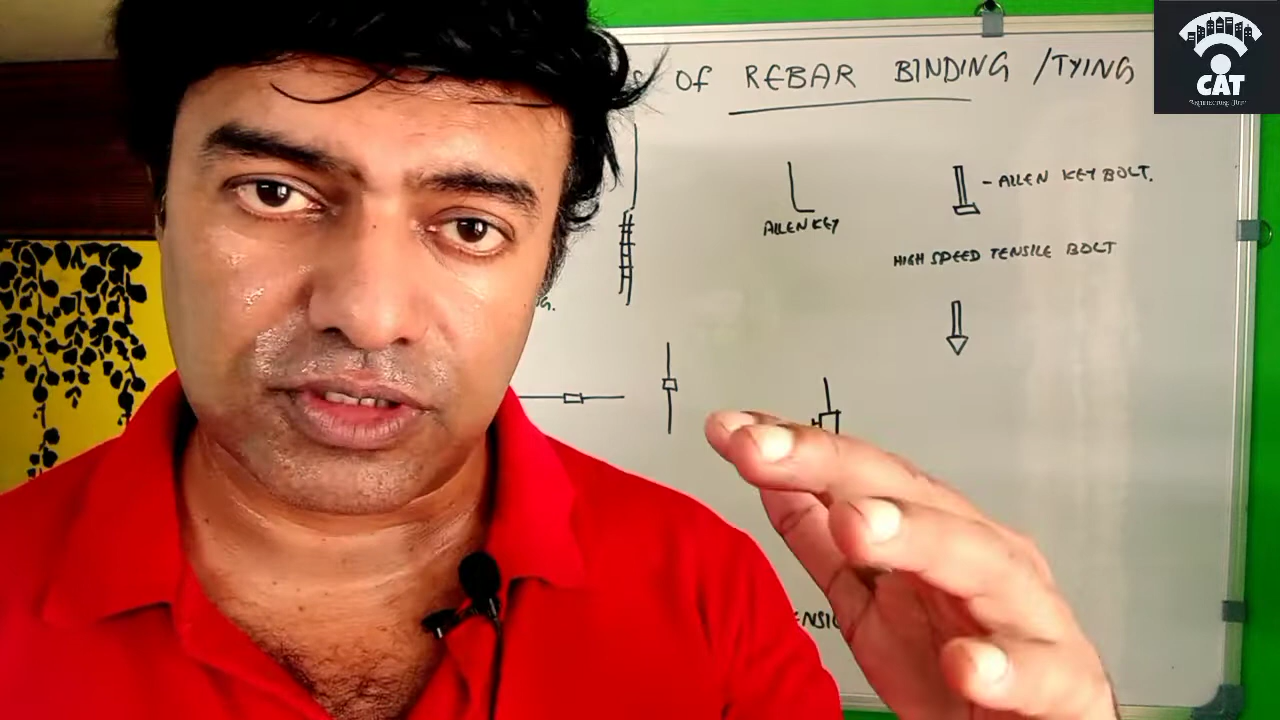 OF REBAR BINDING /TYING
CAT
ALLEN KEY
- ALLEN KEY BOLT.
HIGH SPEED TENSILE BOLT